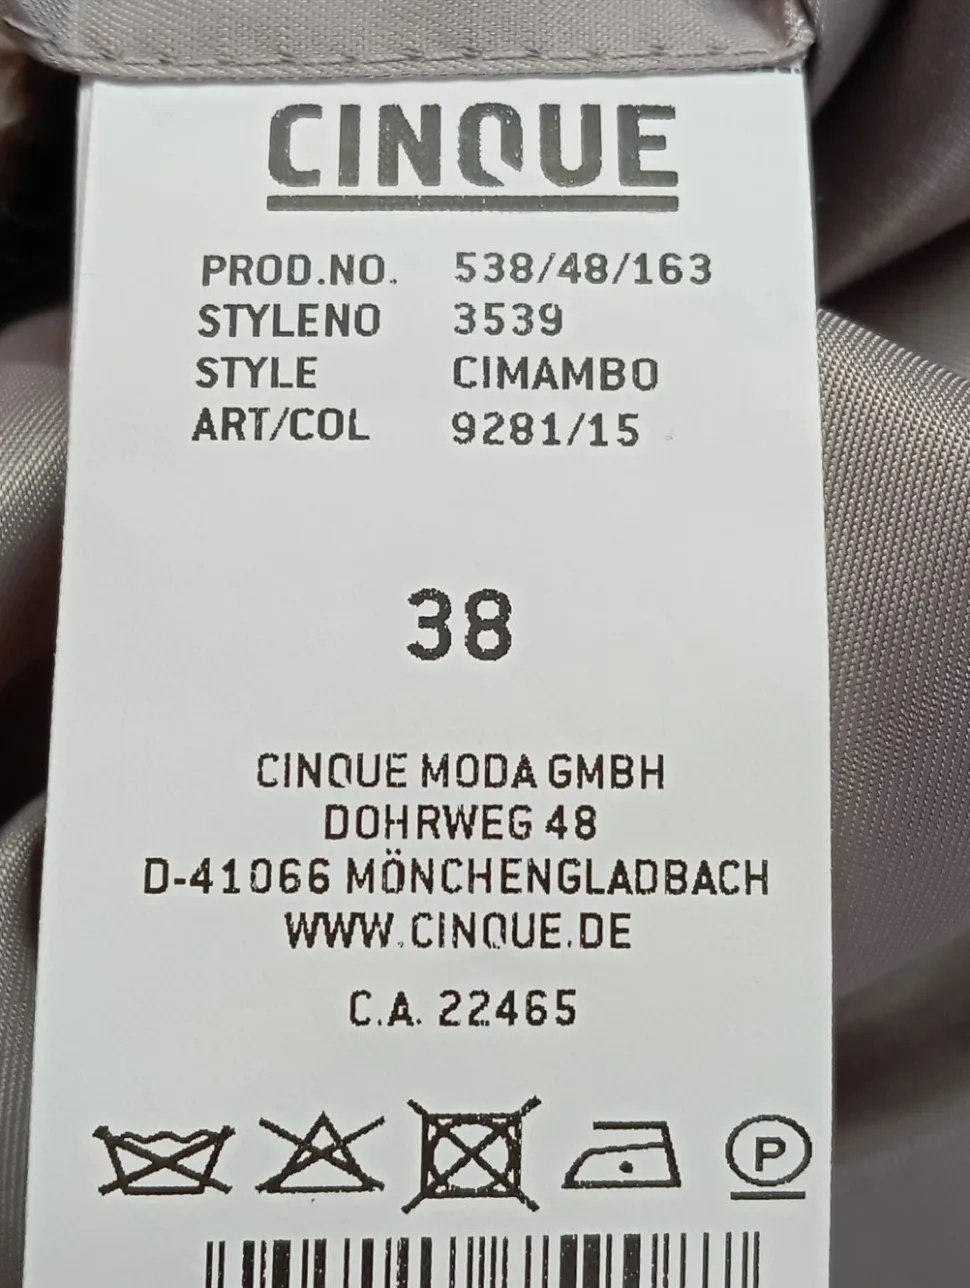 CINQUE
PROD.NO. 538/48/163
STYLENO 3539
STYLE CIMAMBO
ART/COL 9281/15
38
CINQUE MODA GMBH
DOHRWEG 48
D-41066 MÖNCHENGLADBACH
WWW.CINQUE.DE
C.A. 22465
P